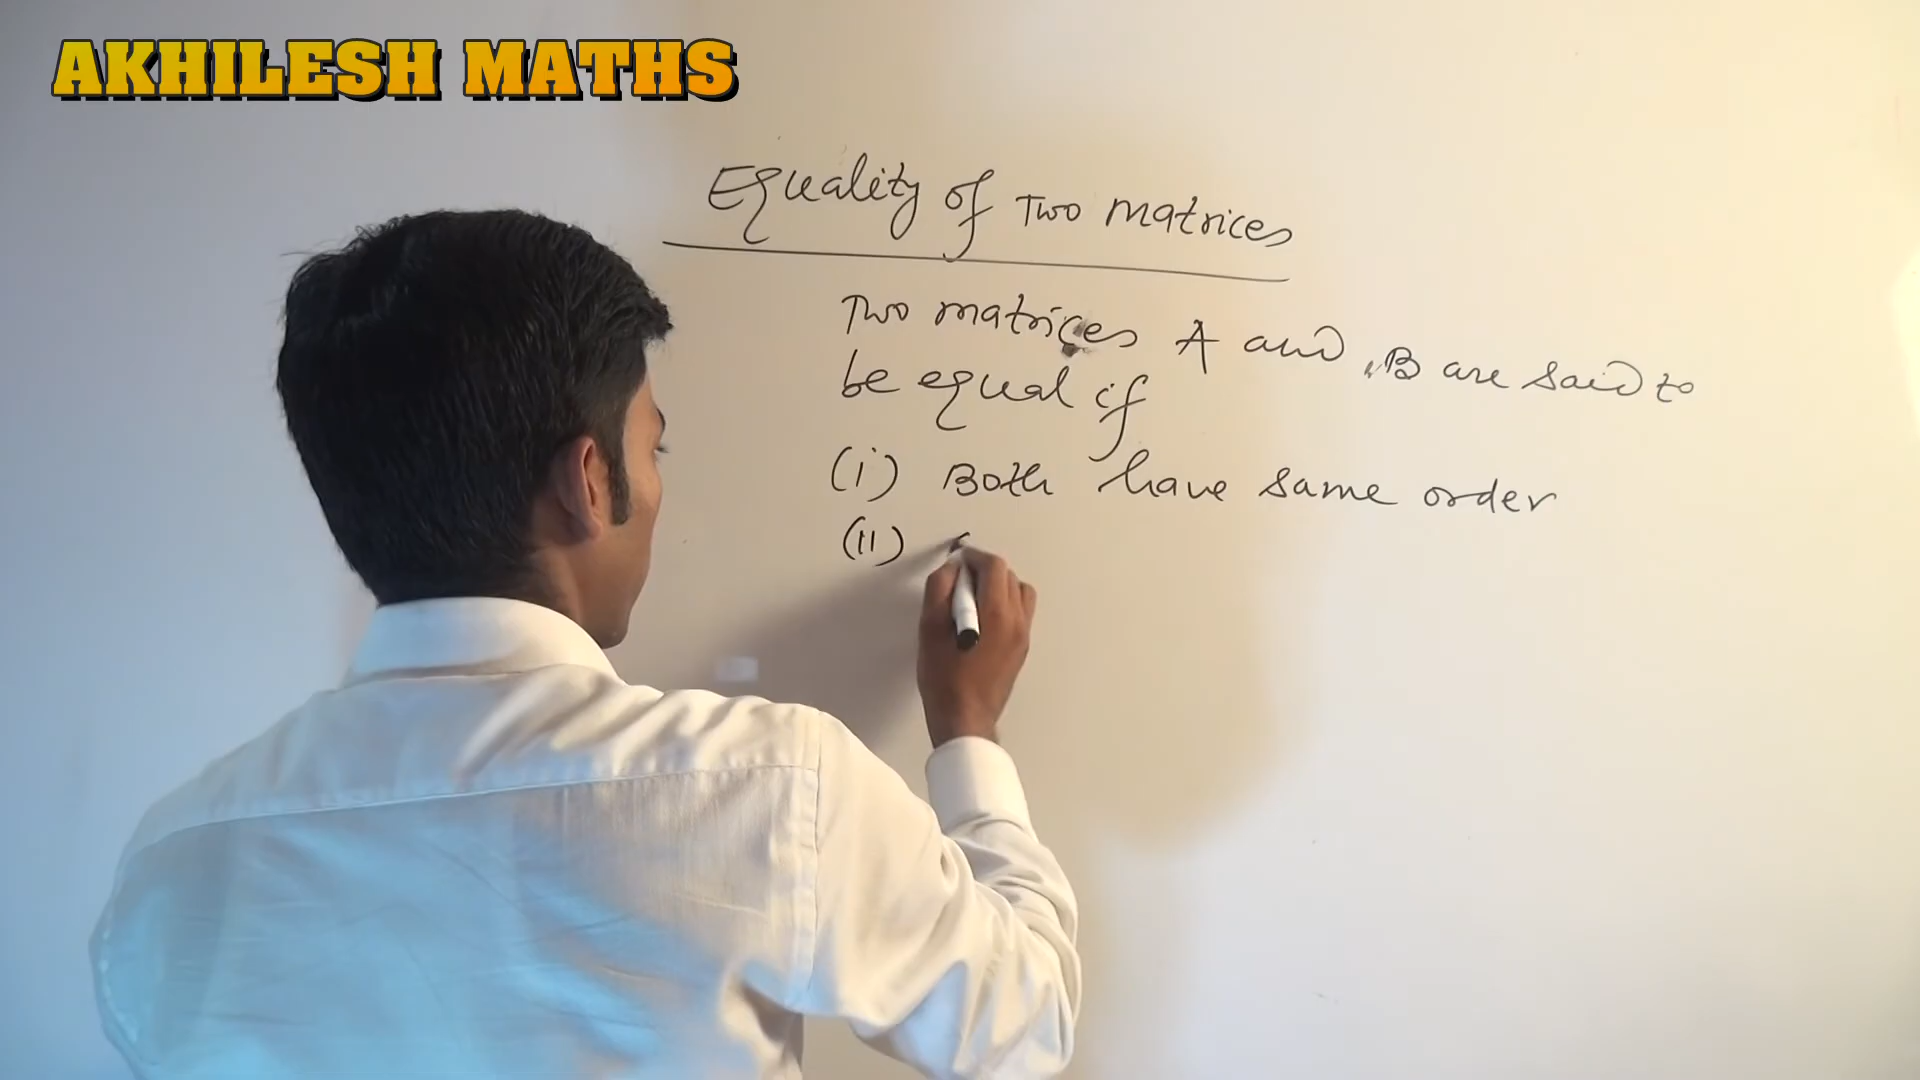 AKHILESH MATHS
Equality of Two Matrices
Two matrices A and B are said to
be equal if
(i) Both have same order
(ii)